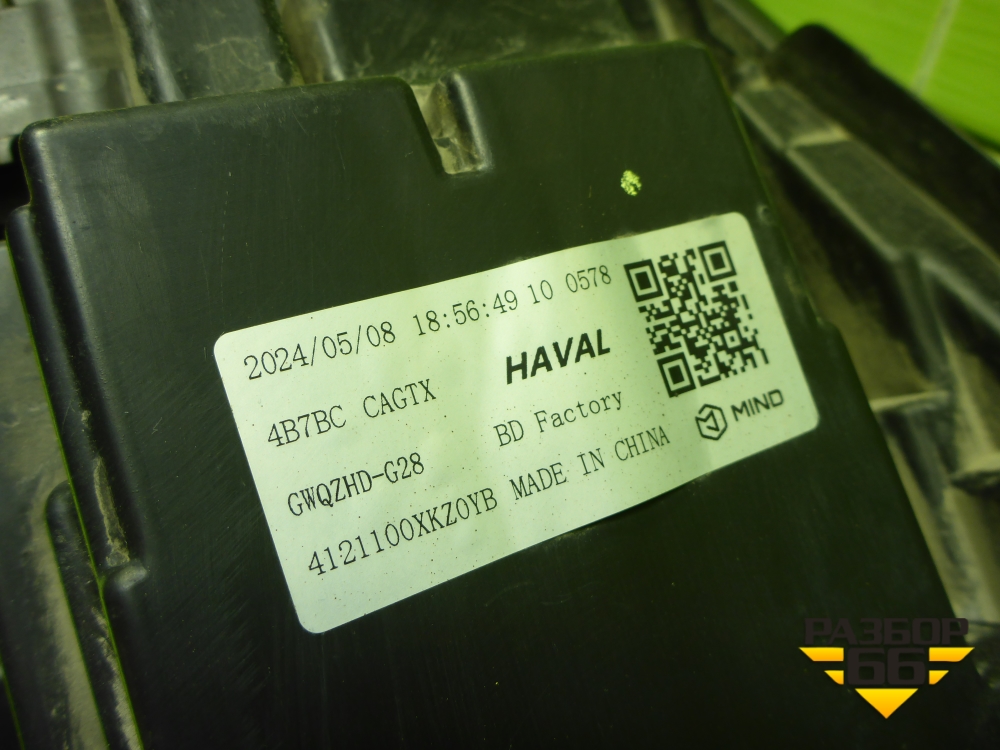 2024/05/08 18:56:49 10 0578
4B7BC CAGTX
HAVAL
GWQZHD-G28
BD Factory
MIND
4121100XKZ0YB MADE IN CHINA
РАЗБОР
66